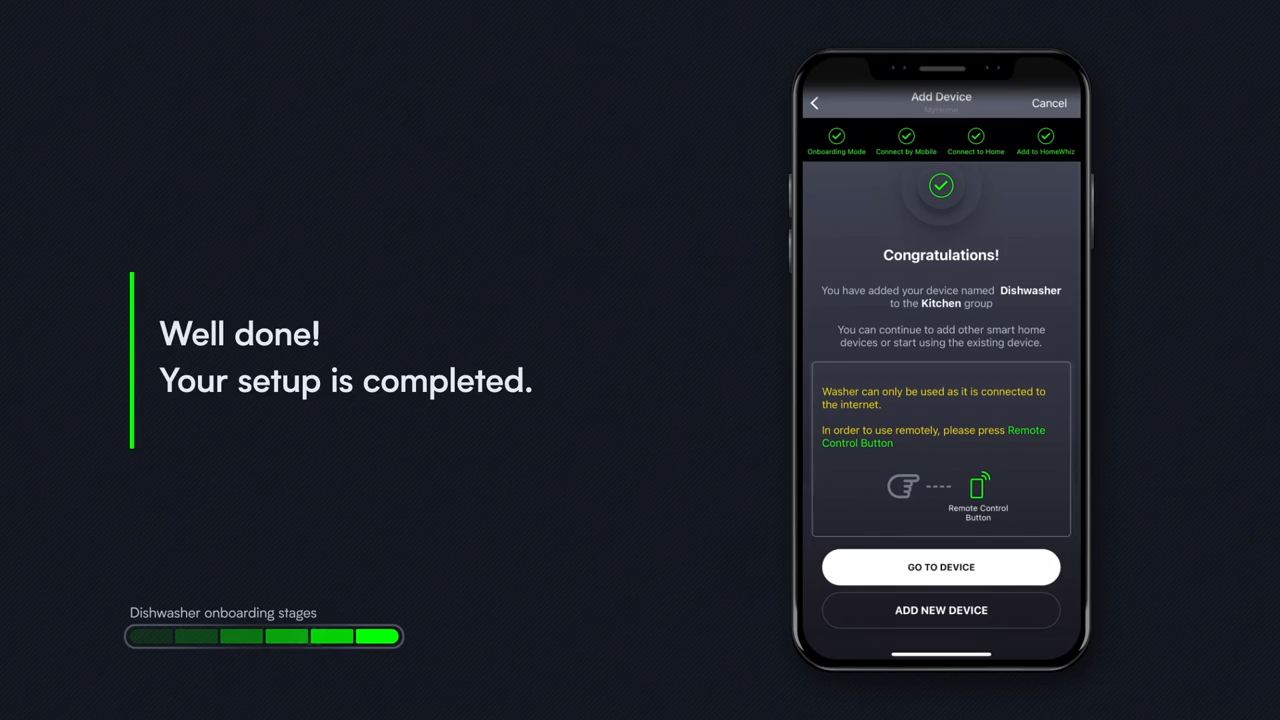 Well done!
Your setup is completed.
Dishwasher onboarding stages
Add Device
Cancel
Onboarding Mode
Connect by Mobile
Connect to Home
Add to HomeWhiz
Congratulations!
You have added your device named Dishwasher
to the Kitchen group
You can continue to add other smart home
devices or start using the existing device.
Washer can only be used as it is connected to
the internet.
In order to use remotely, please press Remote
Control Button
Remote Control
Button
GO TO DEVICE
ADD NEW DEVICE